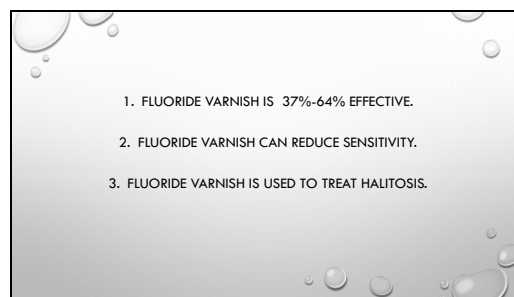 1. FLUORIDE VARNISH IS 37%-64% EFFECTIVE.
2. FLUORIDE VARNISH CAN REDUCE SENSITIVITY.
3. FLUORIDE VARNISH IS USED TO TREAT HALITOSIS.